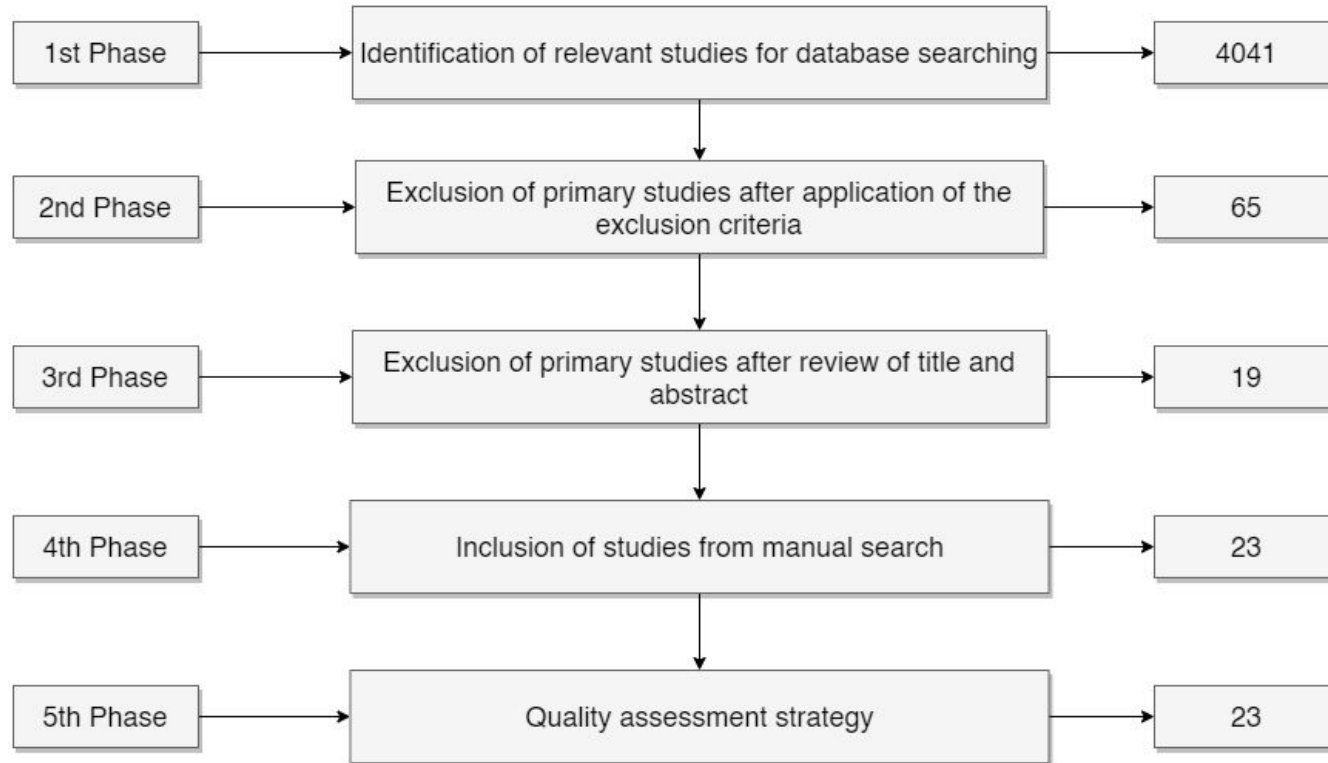 1st Phase
Identification of relevant studies for database searching
4041
2nd Phase
Exclusion of primary studies after application of the
exclusion criteria
65
3rd Phase
Exclusion of primary studies after review of title and
abstract
19
4th Phase
Inclusion of studies from manual search
23
5th Phase
Quality assessment strategy
23